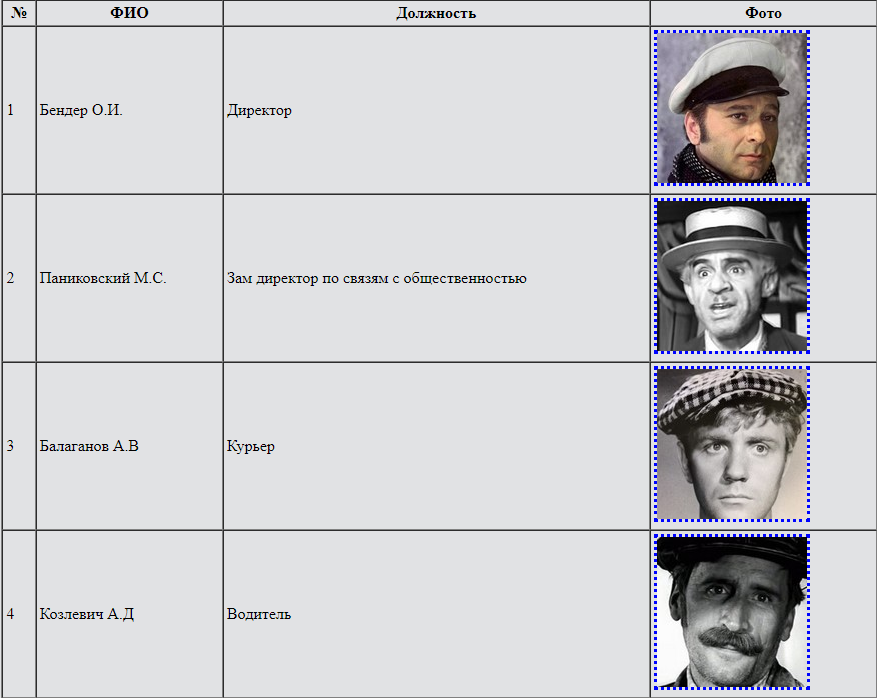 № ФИО Должность Фото
1 Бендер О.И. Директор
2 Паниковский М.С. Зам директор по связям с общественностью
3 Балаганов А.В Курьер
4 Козлевич А.Д Водитель